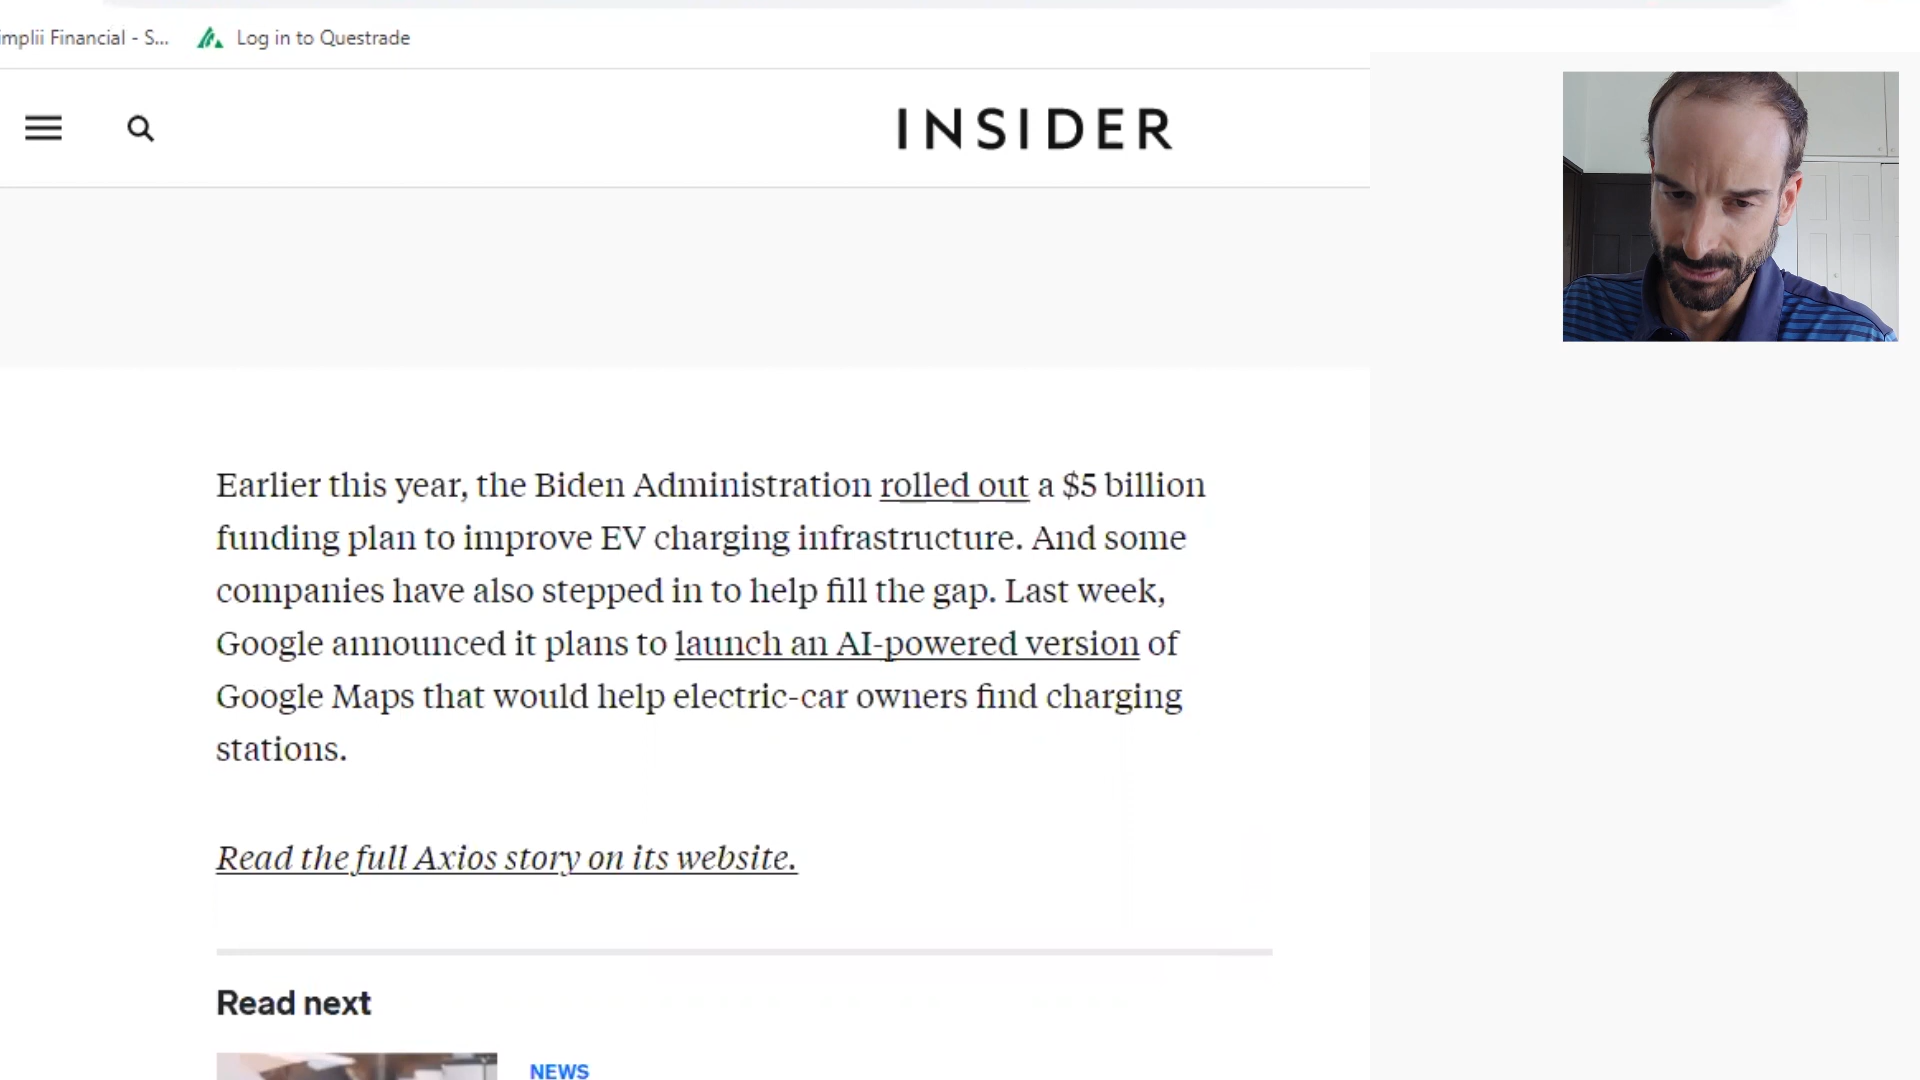 implii Financial - S...
Log in to Questrade
INSIDER
Earlier this year, the Biden Administration rolled out a $5 billion
funding plan to improve EV charging infrastructure. And some
companies have also stepped in to help fill the gap. Last week,
Google announced it plans to launch an AI-powered version of
Google Maps that would help electric-car owners find charging
stations.
Read the full Axios story on its website.
Read next
NEWS